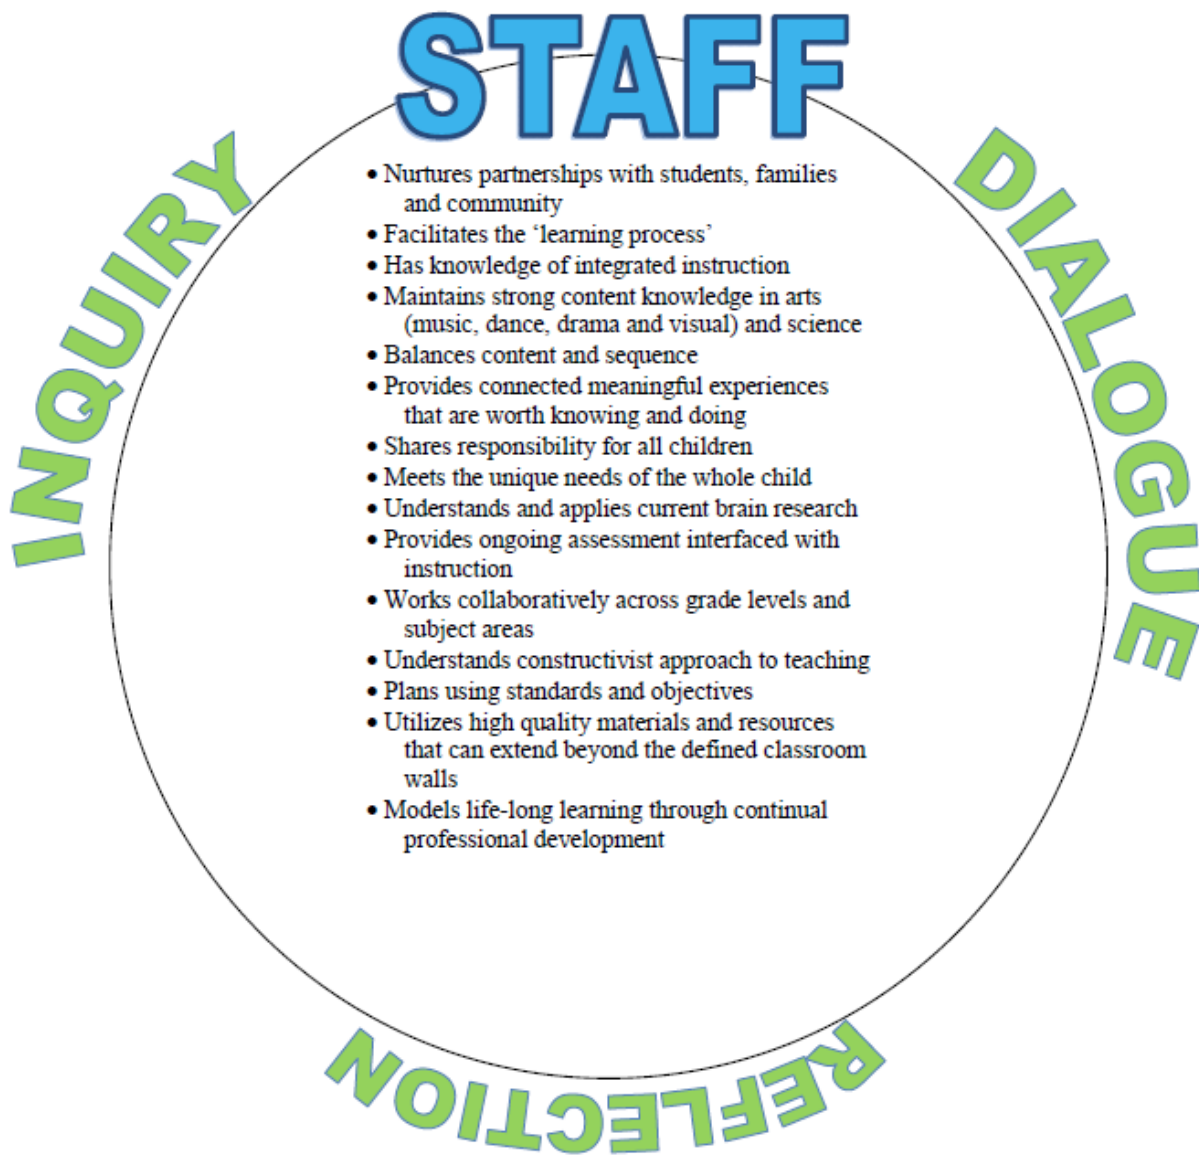 STAFF
INQUIRY
DIALOGUE
• Nurtures partnerships with students, families
and community
• Facilitates the ‘learning process’
• Has knowledge of integrated instruction
• Maintains strong content knowledge in arts
(music, dance, drama and visual) and science
• Balances content and sequence
• Provides connected meaningful experiences
that are worth knowing and doing
• Shares responsibility for all children
• Meets the unique needs of the whole child
• Understands and applies current brain research
• Provides ongoing assessment interfaced with
instruction
• Works collaboratively across grade levels and
subject areas
• Understands constructivist approach to teaching
• Plans using standards and objectives
• Utilizes high quality materials and resources
that can extend beyond the defined classroom
walls
• Models life-long learning through continual
professional development
REFLECTION